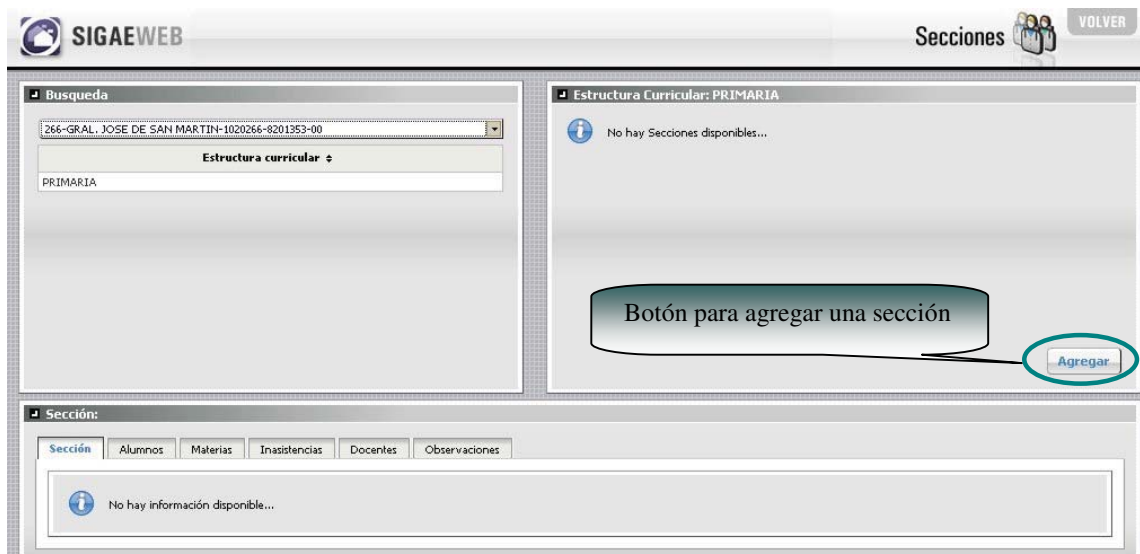 SIGAEWEB
Secciones
VOLVER
Busqueda
266-GRAL. JOSE DE SAN MARTIN-1020266-8201353-00
Estructura curricular
PRIMARIA
Estructura Curricular: PRIMARIA
No hay Secciones disponibles...
Botón para agregar una sección
Agregar
Sección:
Sección Alumnos Materias Inasistencias Docentes Observaciones
No hay información disponible...